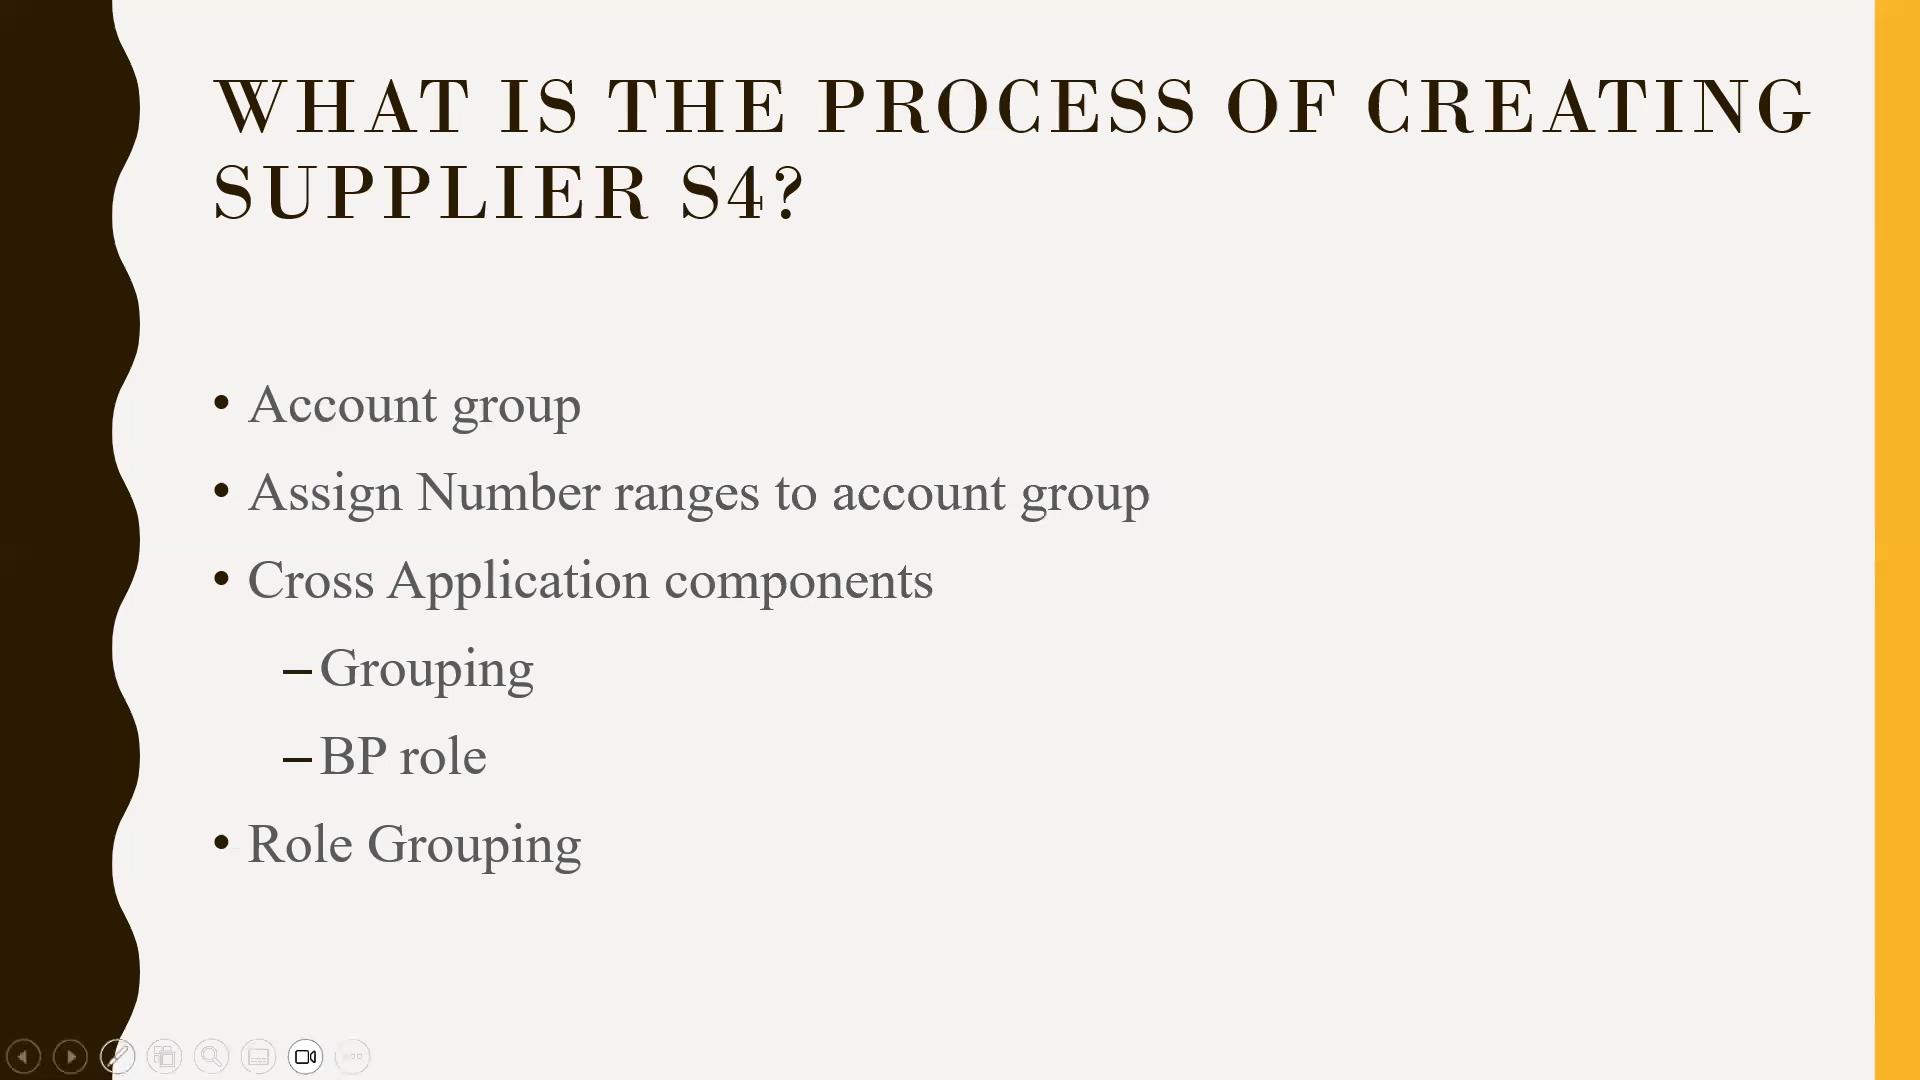 WHAT IS THE PROCESS OF CREATING
SUPPLIER S4?
• Account group
• Assign Number ranges to account group
• Cross Application components
– Grouping
– BP role
• Role Grouping